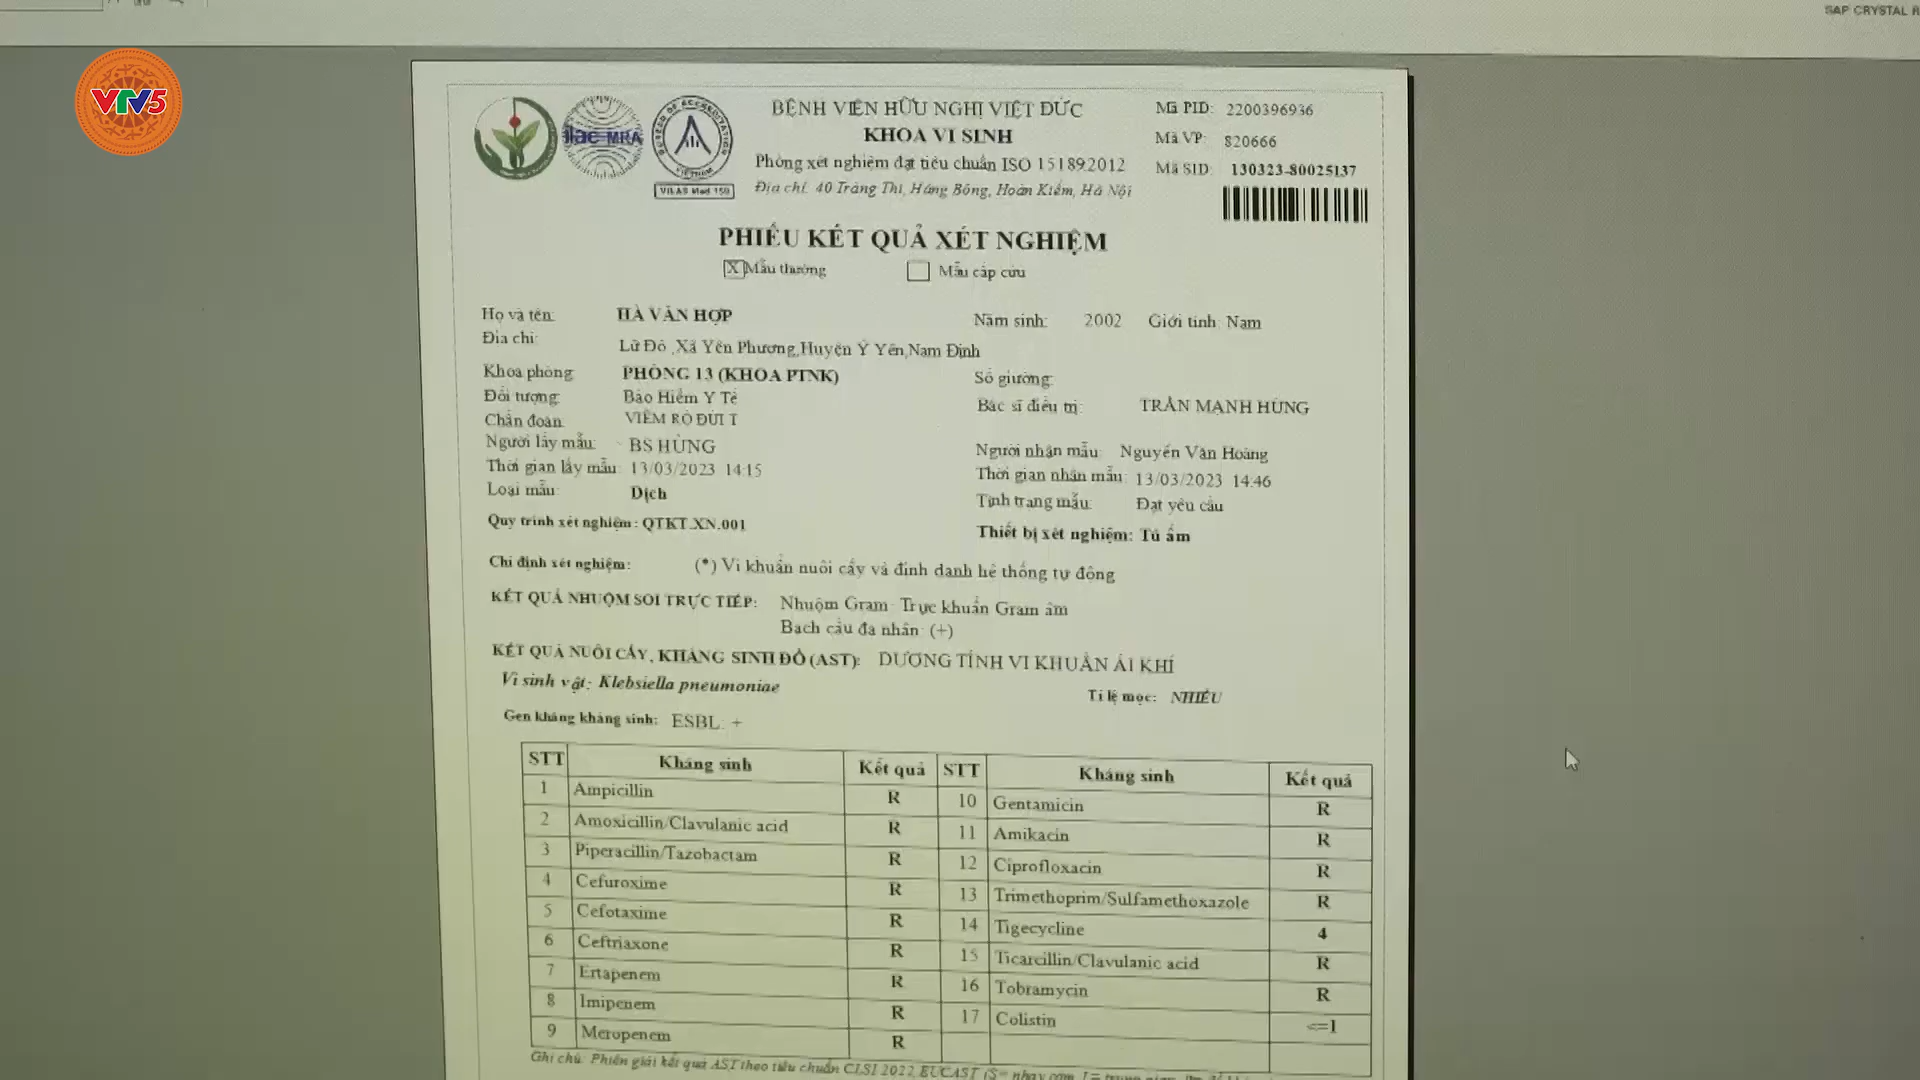 SAP CRYSTAL R
VTV5
ilac-MRA
BUREAU OF ACCREDITATION
VIETNAM
VILAS Med 150
BỆNH VIỆN HỮU NGHỊ VIỆT ĐỨC
KHOA VI SINH
Phòng xét nghiệm đạt tiêu chuẩn ISO 15189:2012
Địa chỉ: 40 Tràng Thi, Hàng Bông, Hoàn Kiếm, Hà Nội
Mã PID: 2200396936
Mã VP: 820666
Mã SID: 130323-80025137
PHIẾU KẾT QUẢ XÉT NGHIỆM
X Mẫu thường Mẫu cấp cứu
Họ và tên: HÀ VĂN HỢP Năm sinh: 2002 Giới tính: Nam
Địa chỉ: Lữ Đô ,Xã Yên Phương,Huyện Ý Yên,Nam Định
Khoa phòng: PHÒNG 13 (KHOA PTNK) Số giường:
Đối tượng: Bảo Hiểm Y Tế Bác sĩ điều trị: TRẦN MẠNH HÙNG
Chẩn đoán: VIÊM RÒ ĐÙI T
Người lấy mẫu: BS HÙNG Người nhận mẫu: Nguyễn Văn Hoàng
Thời gian lấy mẫu: 13/03/2023 14:15 Thời gian nhận mẫu: 13/03/2023 14:46
Loại mẫu: Dịch Tình trạng mẫu: Đạt yêu cầu
Quy trình xét nghiệm: QTKT.XN.001 Thiết bị xét nghiệm: Tủ ấm
Chỉ định xét nghiệm: (*) Vi khuẩn nuôi cấy và định danh hệ thống tự động
KẾT QUẢ NHUỘM SOI TRỰC TIẾP: Nhuộm Gram: Trực khuẩn Gram âm
Bạch cầu đa nhân: (+)
KẾT QUẢ NUÔI CẤY, KHÁNG SINH ĐỒ (AST): DƯƠNG TÍNH VI KHUẨN ÁI KHÍ
Vi sinh vật: Klebsiella pneumoniae Tỉ lệ mọc: NHIỀU
Gen kháng kháng sinh: ESBL: +
STT Kháng sinh Kết quả STT Kháng sinh Kết quả
1 Ampicillin R 10 Gentamicin R
2 Amoxicillin/Clavulanic acid R 11 Amikacin R
3 Piperacillin/Tazobactam R 12 Ciprofloxacin R
4 Cefuroxime R 13 Trimethoprim/Sulfamethoxazole R
5 Cefotaxime R 14 Tigecycline 4
6 Ceftriaxone R 15 Ticarcillin/Clavulanic acid R
7 Ertapenem R 16 Tobramycin R
8 Imipenem R 17 Colistin <=1
9 Meropenem R
Ghi chú: Phiên giải kết quả AST theo tiêu chuẩn CLSI 2022, EUCAST (S= nhạy cảm, I= trung gian,